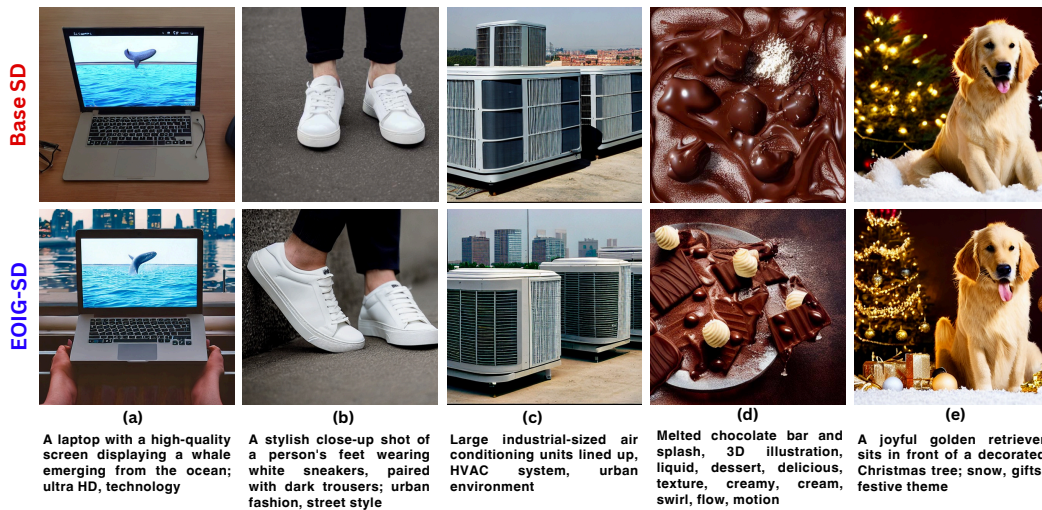 Base SD
EOIG-SD
(a)
A laptop with a high-quality
screen displaying a whale
emerging from the ocean;
ultra HD, technology
(b)
A stylish close-up shot of
a person's feet wearing
white sneakers, paired
with dark trousers; urban
fashion, street style
(c)
Large industrial-sized air
conditioning units lined up,
HVAC system, urban
environment
(d)
Melted chocolate bar and
splash, 3D illustration,
liquid, dessert, delicious,
texture, creamy, cream,
swirl, flow, motion
(e)
A joyful golden retriever
sits in front of a decorated
Christmas tree; snow, gifts
festive theme